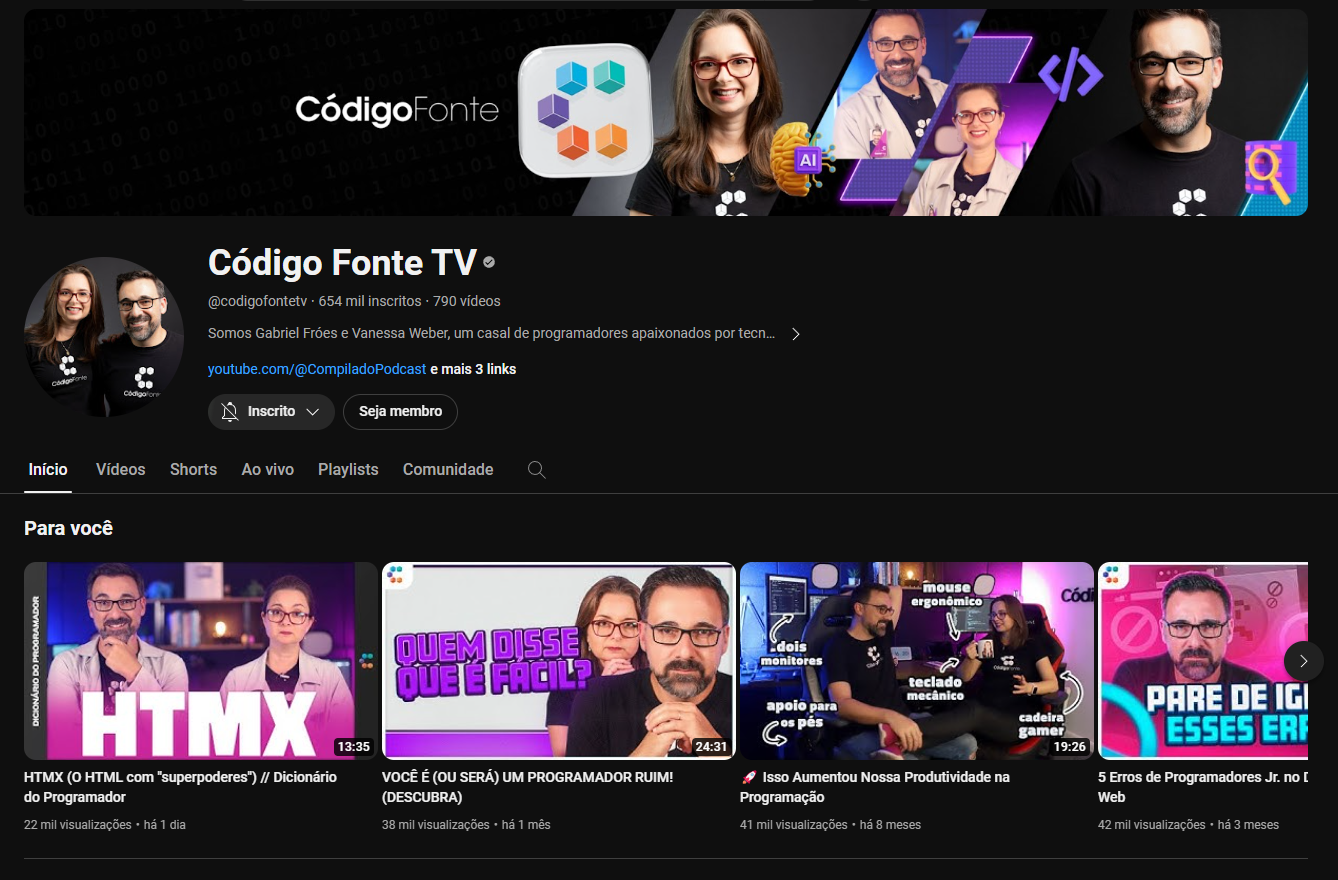 CódigoFonte
AI
Código Fonte TV
@codigofontetv · 654 mil inscritos · 790 vídeos
Somos Gabriel Fróes e Vanessa Weber, um casal de programadores apaixonados por tecn...
youtube.com/@CompiladoPodcast e mais 3 links
CódigoFonte
CódigoFonte
Inscrito
Seja membro
Início
Vídeos
Shorts
Ao vivo
Playlists
Comunidade
Para você
DICIONÁRIO DO PROGRAMADOR
HTMX
13:35
HTMX (O HTML com "superpoderes") // Dicionário
do Programador
22 mil visualizações • há 1 dia
QUEM DISSE
QUE É FÁCIL?
24:31
VOCÊ É (OU SERÁ) UM PROGRAMADOR RUIM!
(DESCUBRA)
38 mil visualizações • há 1 mês
mouse
ergonômico
Códi
dois
monitores
teclado
mecânico
apoio para
os pés
cadeira
gamer
19:26
🚀 Isso Aumentou Nossa Produtividade na
Programação
41 mil visualizações • há 8 meses
PARE DE IG
ESSES ERR
5 Erros de Programadores Jr. no D
Web
42 mil visualizações • há 3 meses